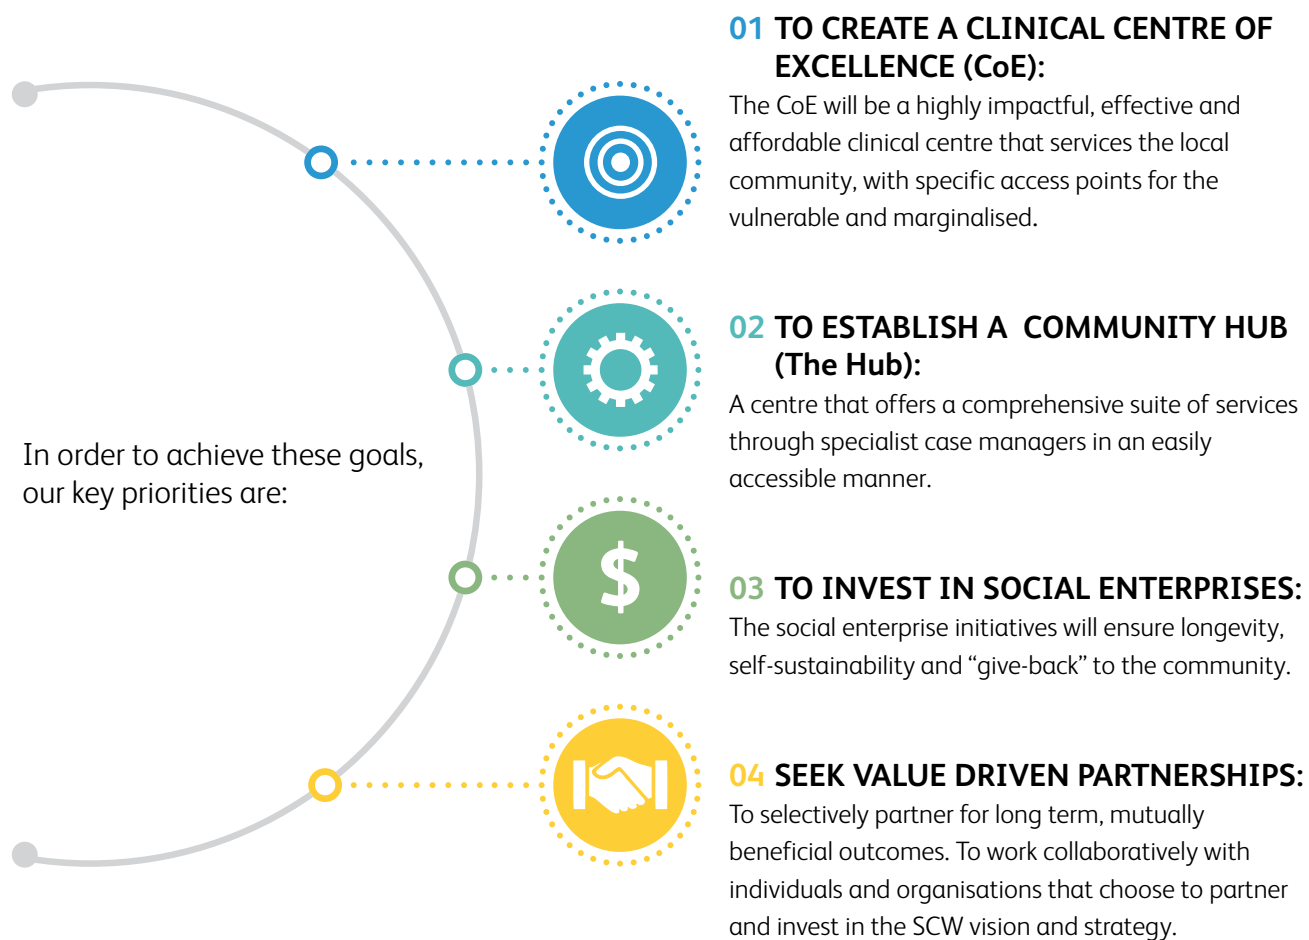 In order to achieve these goals,
our key priorities are:
01 TO CREATE A CLINICAL CENTRE OF
EXCELLENCE (CoE):
The CoE will be a highly impactful, effective and
affordable clinical centre that services the local
community, with specific access points for the
vulnerable and marginalised.
02 TO ESTABLISH A COMMUNITY HUB
(The Hub):
A centre that offers a comprehensive suite of services
through specialist case managers in an easily
accessible manner.
$
03 TO INVEST IN SOCIAL ENTERPRISES:
The social enterprise initiatives will ensure longevity,
self-sustainability and “give-back” to the community.
04 SEEK VALUE DRIVEN PARTNERSHIPS:
To selectively partner for long term, mutually
beneficial outcomes. To work collaboratively with
individuals and organisations that choose to partner
and invest in the SCW vision and strategy.